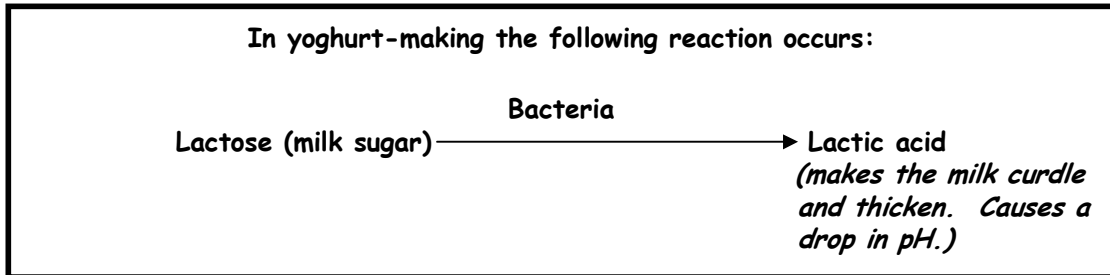 In yoghurt-making the following reaction occurs:
Bacteria
Lactose (milk sugar) Lactic acid
(makes the milk curdle
and thicken. Causes a
drop in pH.)